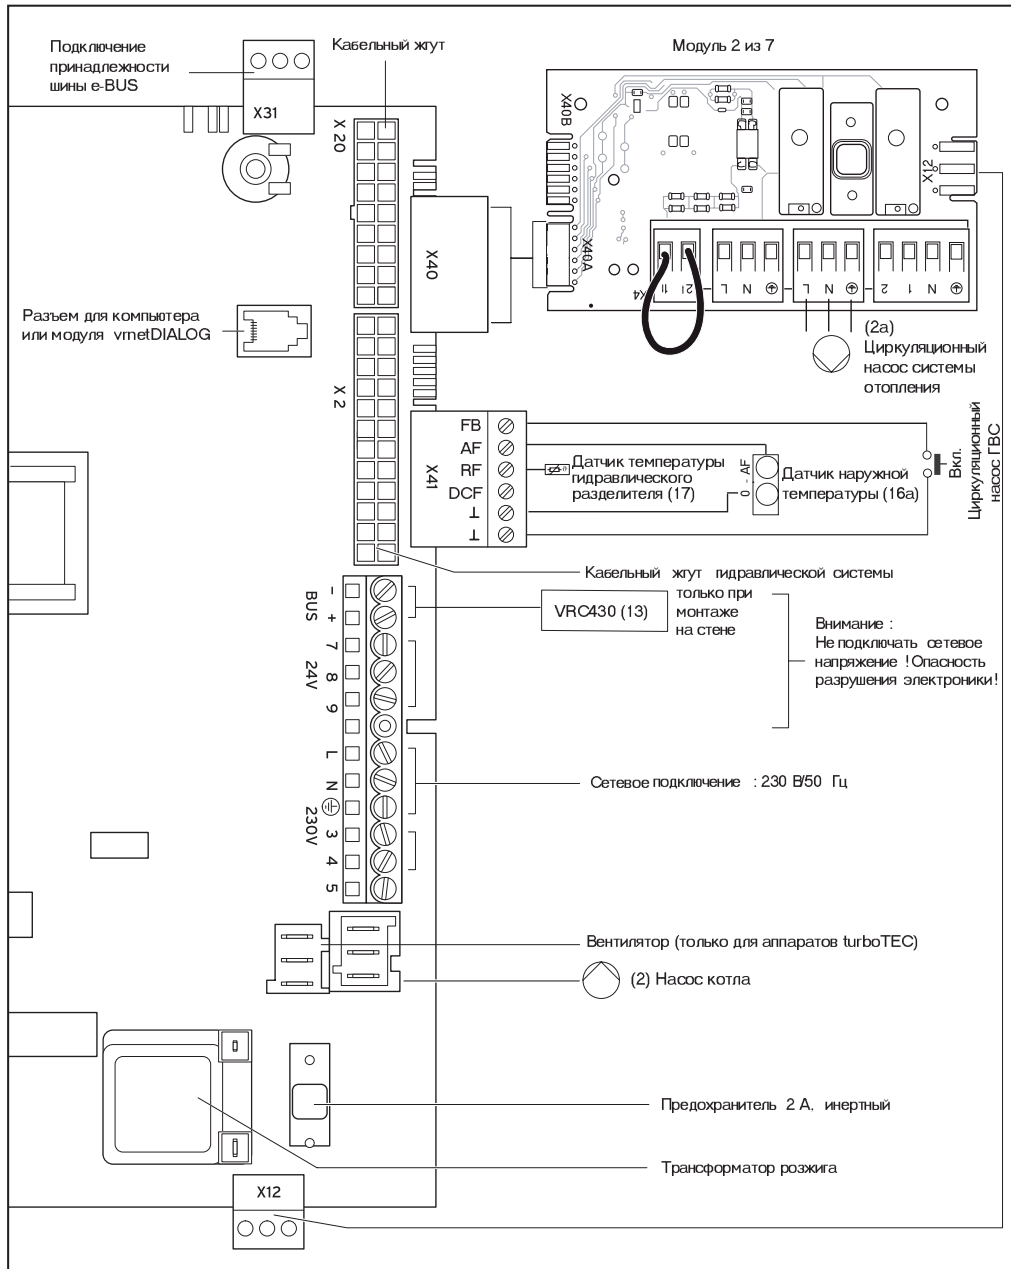 Подключение
принадлежности
шины e-BUS
Кабельный жгут
Модуль 2 из 7
X31
X 20
X40B
X12
X40
X40A
X4
1
2
L
N
L
N
2
1
N
Разъем для компьютера
или модуля vrnetDIALOG
(2a)
Циркуляционный
насос системы
отопления
X 2
X41
FB
AF
RF
DCF
Датчик температуры
гидравлического
разделителя (17)
0 - AF
Датчик наружной
температуры (16a)
Вкл.
Циркуляционный
насос ГВС
Кабельный жгут гидравлической системы
VRC430 (13)
только при
монтаже
на стене
Внимание :
Не подключать сетевое
напряжение ! Опасность
разрушения электроники!
BUS
-
+
24V
7
8
9
L
N
230V
3
4
5
Сетевое подключение : 230 В/50 Гц
Вентилятор (только для аппаратов turboTEC)
(2) Насос котла
Предохранитель 2 А, инертный
Трансформатор розжига
X12